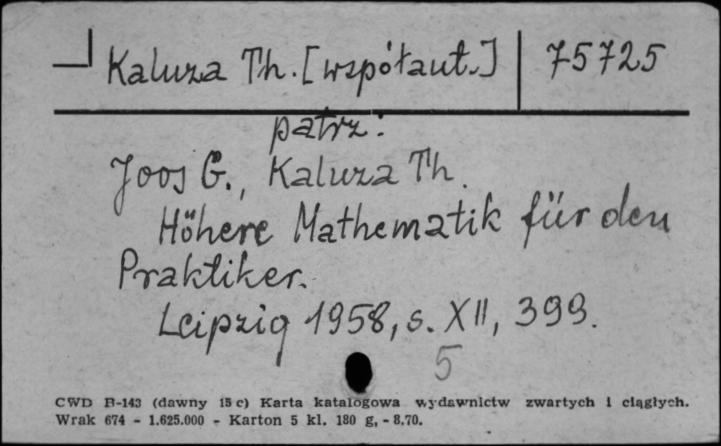 Kaluza Th. [współaut.] 75725
patrz:
Joos G., Kaluza Th.
Höhere Mathematik für den
Praktiker.
Leipzig 1958, s. XII, 399.
5
CWD B-143 (dawny 15 c) Karta katalogowa wydawnictw zwartych i ciągłych.
Wrak 674 - 1.625.000 - Karton 5 kl. 180 g, - 8.70.